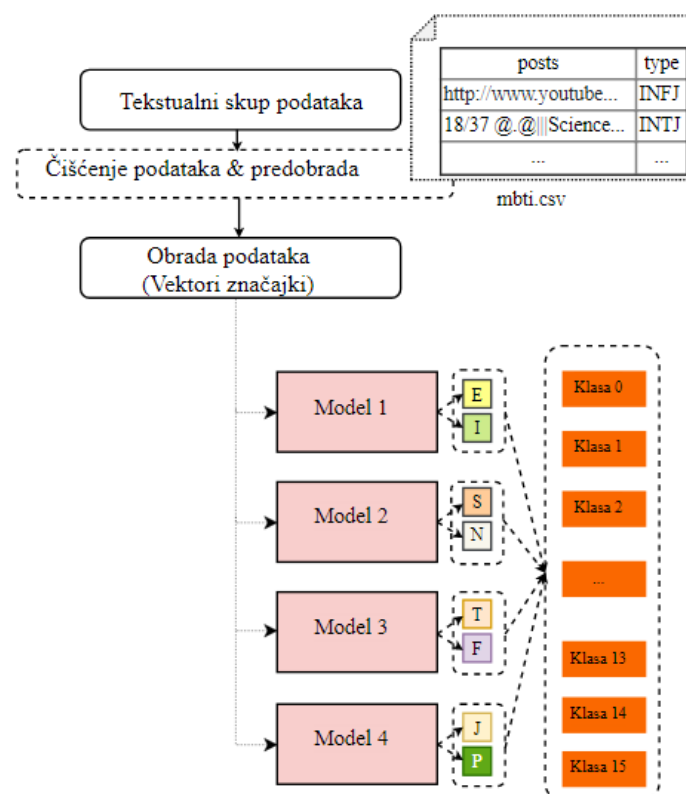 posts type
http://www.youtube... INFJ
18/37 @.@|||Science... INTJ
... ...
mbti.csv
Tekstualni skup podataka
Čišćenje podataka & predobrada
Obrada podataka
(Vektori značajki)
Model 1
E
I
Model 2
S
N
Model 3
T
F
Model 4
J
P
Klasa 0
Klasa 1
Klasa 2
...
Klasa 13
Klasa 14
Klasa 15